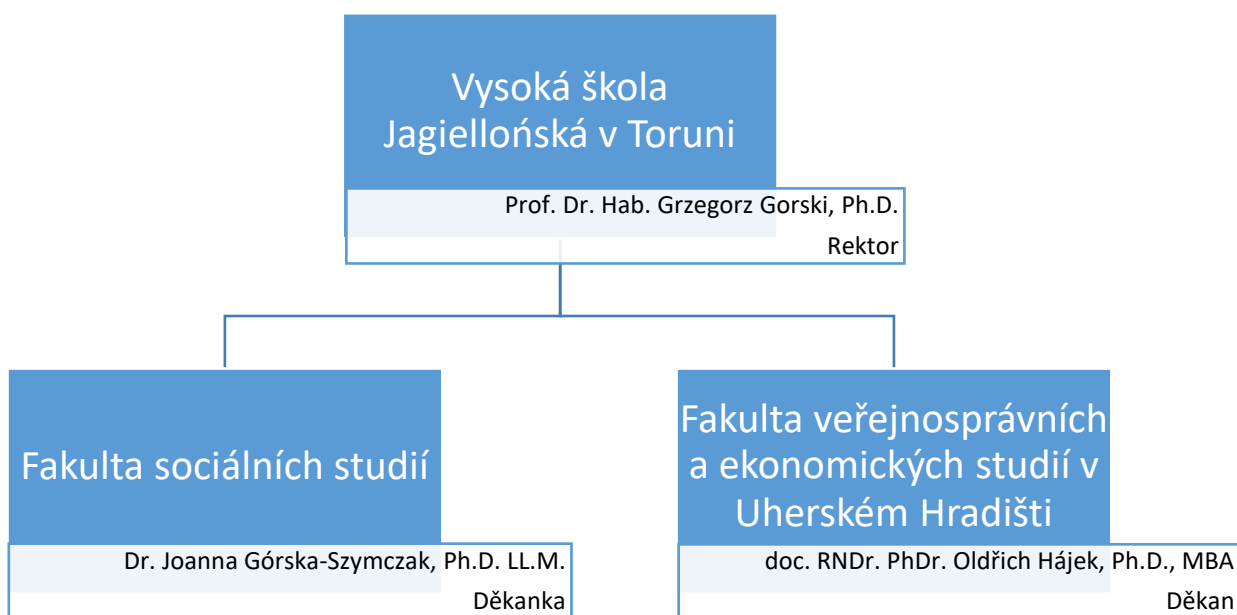 Vysoká škola
Jagiellońská v Toruni
Prof. Dr. Hab. Grzegorz Gorski, Ph.D.
Rektor
Fakulta sociálních studií
Dr. Joanna Górska-Szymczak, Ph.D. LL.M.
Děkanka
Fakulta veřejnosprávních
a ekonomických studií v
Uherském Hradišti
doc. RNDr. PhDr. Oldřich Hájek, Ph.D., MBA
Děkan